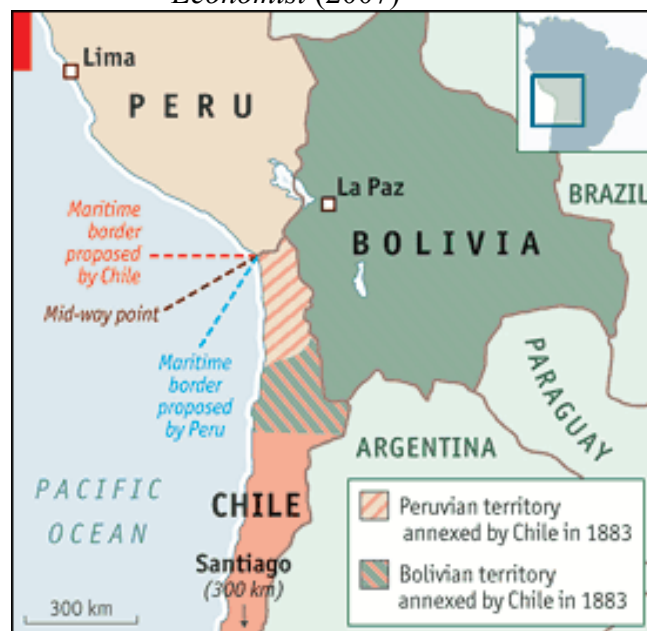 Economist (2007)
Lima
PERU
La Paz
BRAZIL
BOLIVIA
Maritime
border
proposed
by Chile
Mid-way point
Maritime
border
proposed
by Peru
PARAGUAY
ARGENTINA
PACIFIC
OCEAN
CHILE
Santiago
(300 km)
300 km
Peruvian territory
annexed by Chile in 1883
Bolivian territory
annexed by Chile in 1883